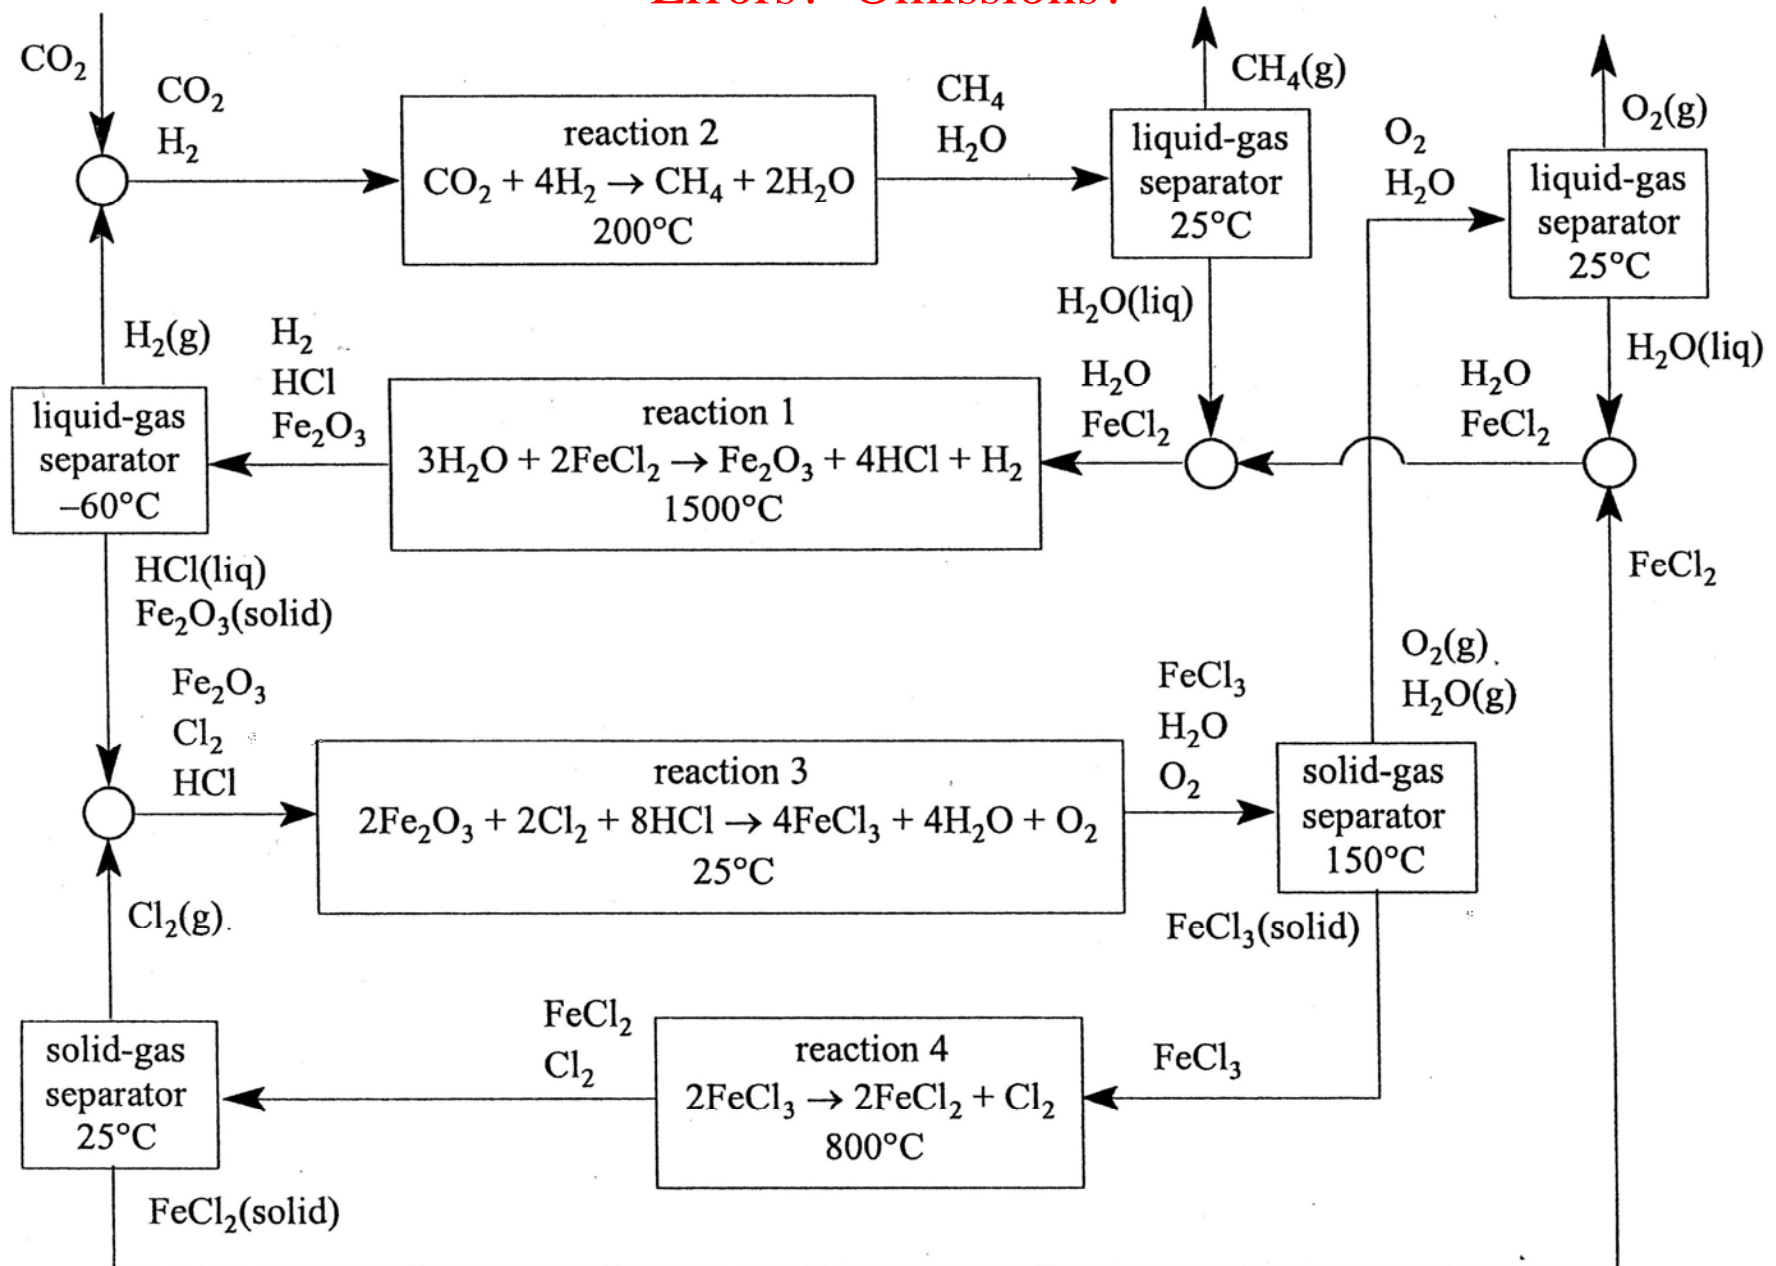 Errors? Omissions?
CO₂
CO₂
H₂
reaction 2
CO₂ + 4H₂ → CH₄ + 2H₂O
200°C
CH₄
H₂O
CH₄(g)
liquid-gas
separator
25°C
O₂
H₂O
O₂(g)
liquid-gas
separator
25°C
H₂O(liq)
H₂O(liq)
H₂(g)
H₂
HCl
Fe₂O₃
liquid-gas
separator
–60°C
reaction 1
3H₂O + 2FeCl₂ → Fe₂O₃ + 4HCl + H₂
1500°C
H₂O
FeCl₂
H₂O
FeCl₂
FeCl₂
HCl(liq)
Fe₂O₃(solid)
Fe₂O₃
Cl₂
HCl
reaction 3
2Fe₂O₃ + 2Cl₂ + 8HCl → 4FeCl₃ + 4H₂O + O₂
25°C
FeCl₃
H₂O
O₂
O₂(g)
H₂O(g)
solid-gas
separator
150°C
Cl₂(g)
FeCl₃(solid)
solid-gas
separator
25°C
FeCl₂
Cl₂
reaction 4
2FeCl₃ → 2FeCl₂ + Cl₂
800°C
FeCl₃
FeCl₂(solid)